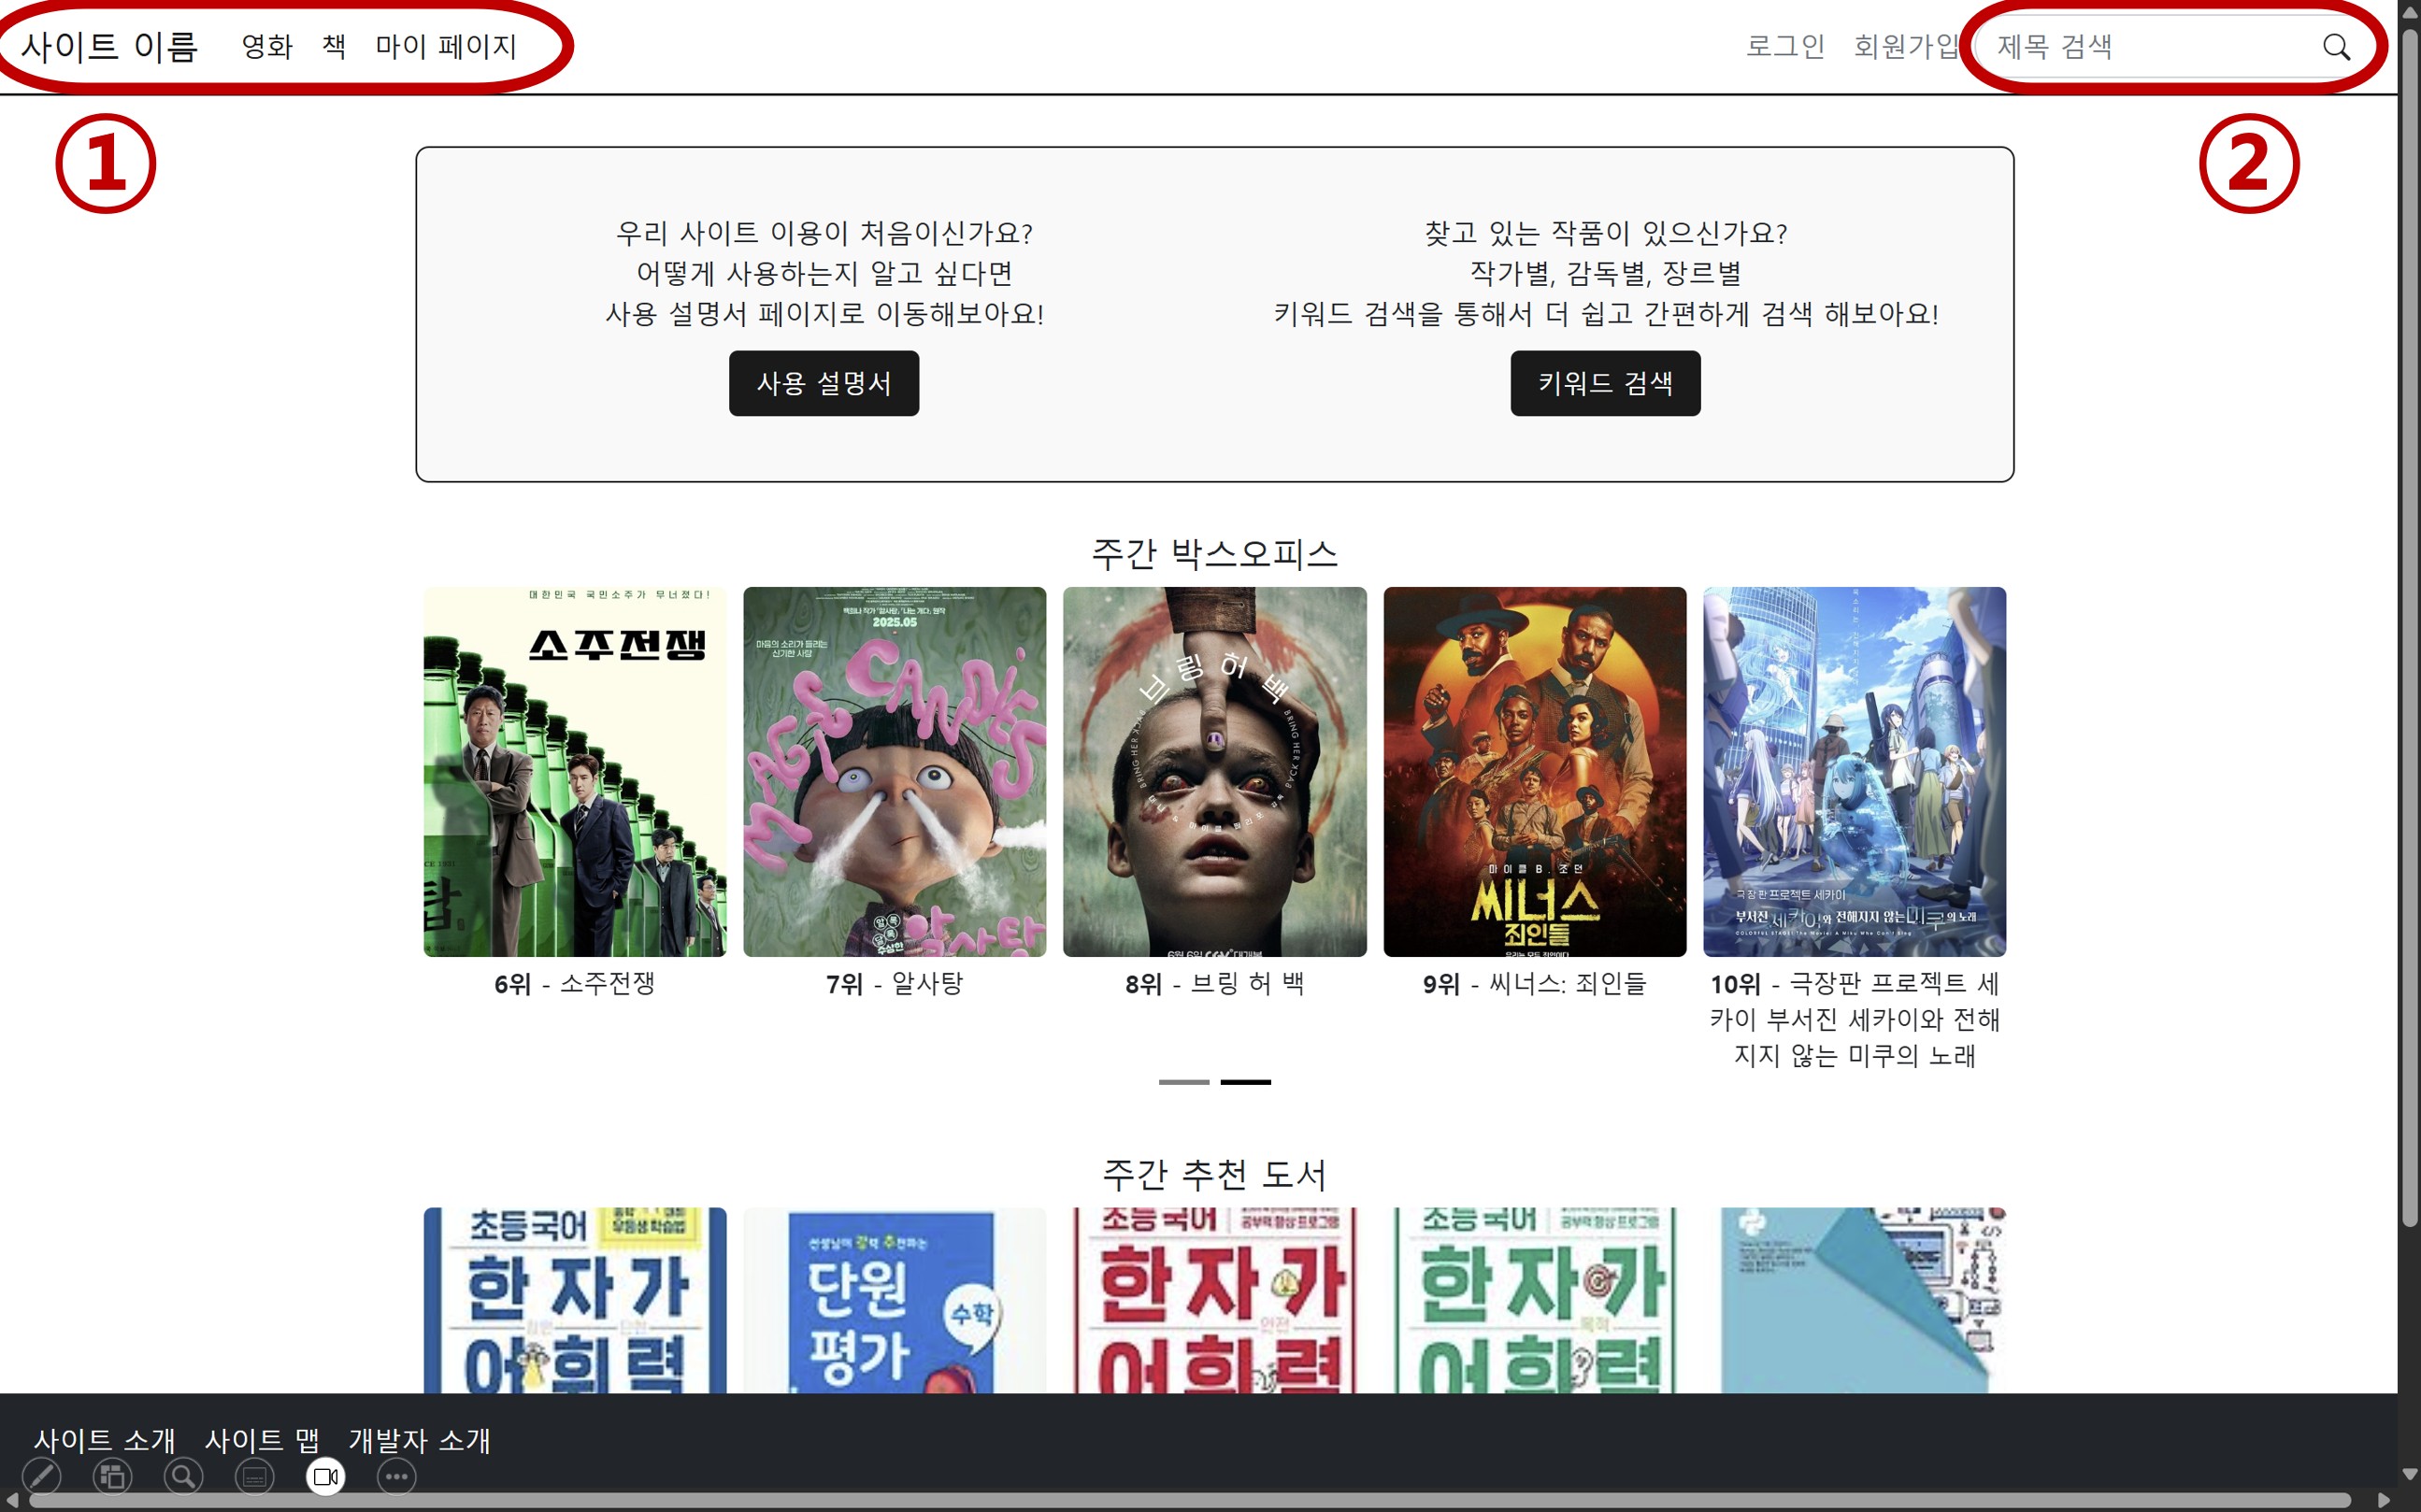 사이트 이름 영화 책 마이 페이지 로그인 회원가입 제목 검색
① ②
우리 사이트 이용이 처음이신가요?
어떻게 사용하는지 알고 싶다면
사용 설명서 페이지로 이동해보아요!
사용 설명서
찾고 있는 작품이 있으신가요?
작가별, 감독별, 장르별
키워드 검색을 통해서 더 쉽고 간편하게 검색 해보아요!
키워드 검색
주간 박스오피스
대한민국 국민소주가 무너졌다!
소주전쟁
6위 - 소주전쟁
2025.05
마음의 소리가 들리는
신기한 사탕
MAGIC CANDIES
알사탕
7위 - 알사탕
브링 허 백
BRING HER BACK
8위 - 브링 허 백
마이클 B. 조던
씨너스
죄인들
9위 - 씨너스: 죄인들
극장판 프로젝트 세카이
부서진 세카이와 전해지지 않는 미쿠의 노래
10위 - 극장판 프로젝트 세
카이 부서진 세카이와 전해
지지 않는 미쿠의 노래
주간 추천 도서
초등국어
한자가
어휘력
단원
평가
수학
초등국어
한자가
어휘력
초등국어
한자가
어휘력
사이트 소개 사이트 맵 개발자 소개